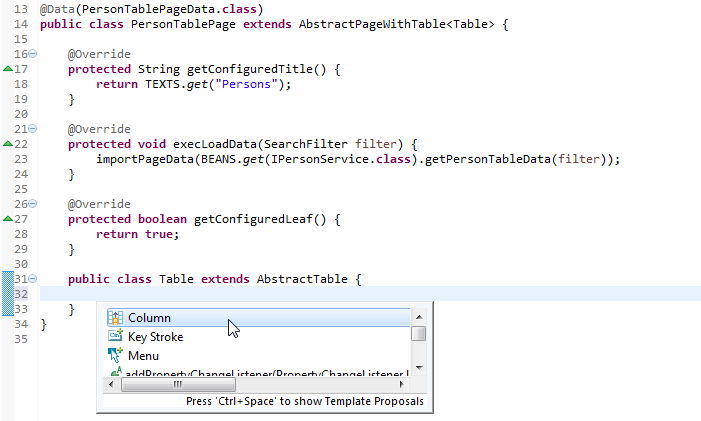 13 @Data(PersonTablePageData.class)
14 public class PersonTablePage extends AbstractPageWithTable<Table> {
15
16 @Override
17 protected String getConfiguredTitle() {
18 return TEXTS.get("Persons");
19 }
20
21 @Override
22 protected void execLoadData(SearchFilter filter) {
23 importPageData(BEANS.get(IPersonService.class).getPersonTableData(filter));
24 }
25
26 @Override
27 protected boolean getConfiguredLeaf() {
28 return true;
29 }
30
31 public class Table extends AbstractTable {
32
Column
Key Stroke
Menu
addPropertyChangeListener(PropertyChangeListener
Press 'Ctrl+Space' to show Template Proposals
33 }
34 }
35